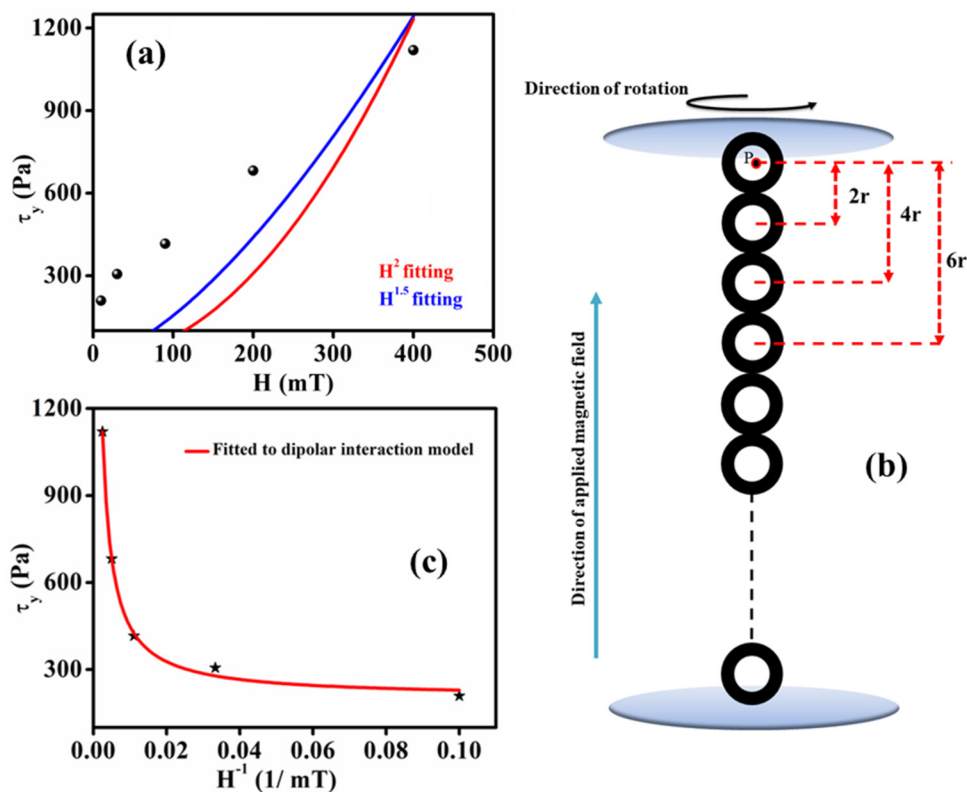 (a)
1200
900
600
300
τy (Pa)
H² fitting
H¹·⁵ fitting
0 100 200 300 400 500
H (mT)
Direction of rotation
P
2r
4r
6r
Direction of applied magnetic field
(b)
1200
900
600
300
τy (Pa)
Fitted to dipolar interaction model
(c)
0.00 0.02 0.04 0.06 0.08 0.10
H⁻¹ (1/ mT)